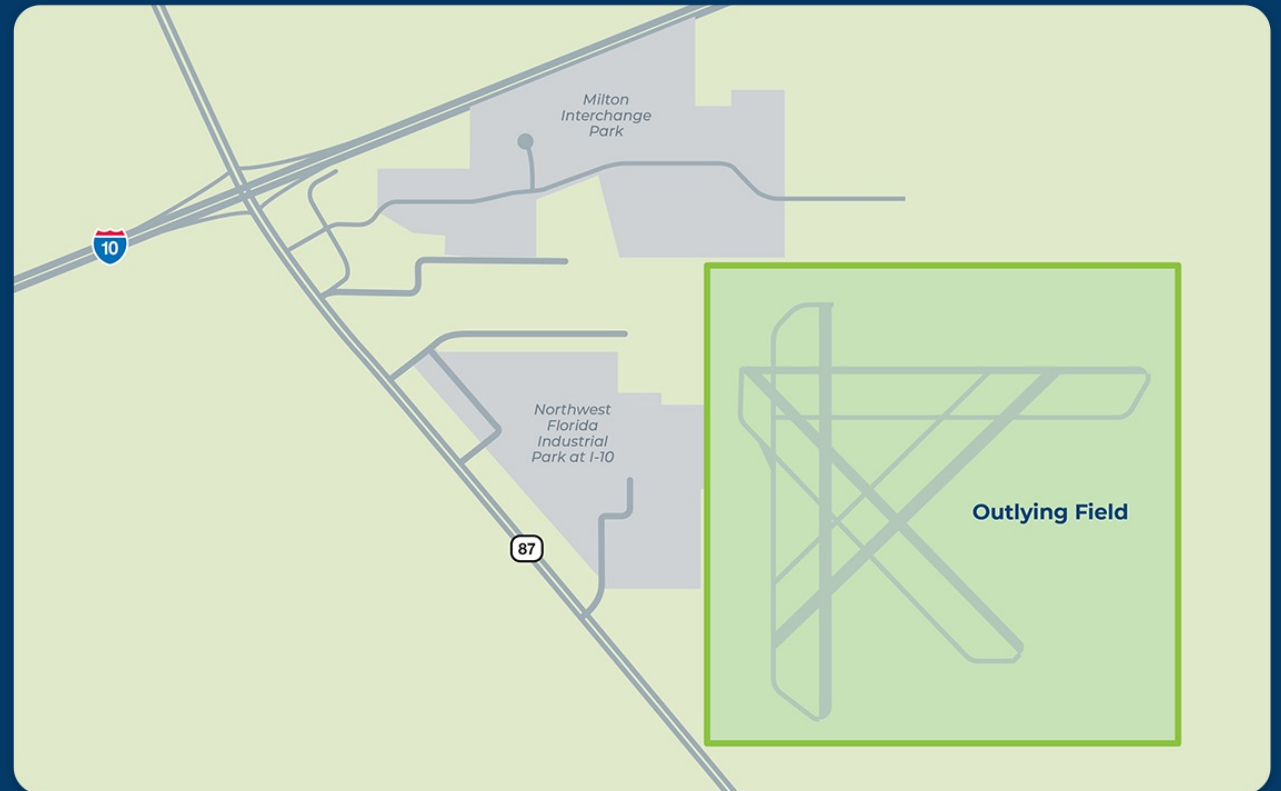 Milton
Interchange
Park
10
Northwest
Florida
Industrial
Park at I-10
Outlying Field
87